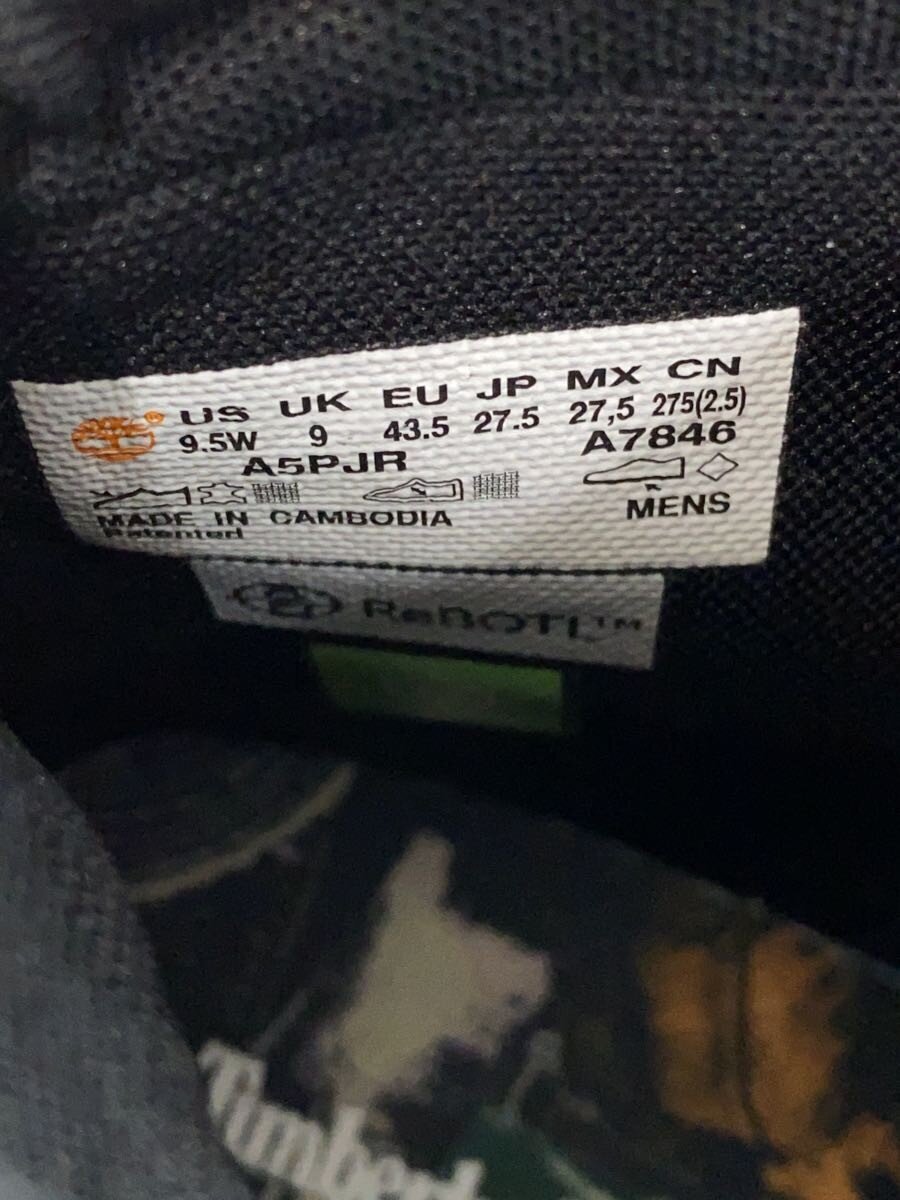 US UK EU JP MX CN
9.5W 9 43.5 27.5 27,5 275(2.5)
A5PJR A7846
MADE IN CAMBODIA MENS
Patented
ReBOTL™
Timberl